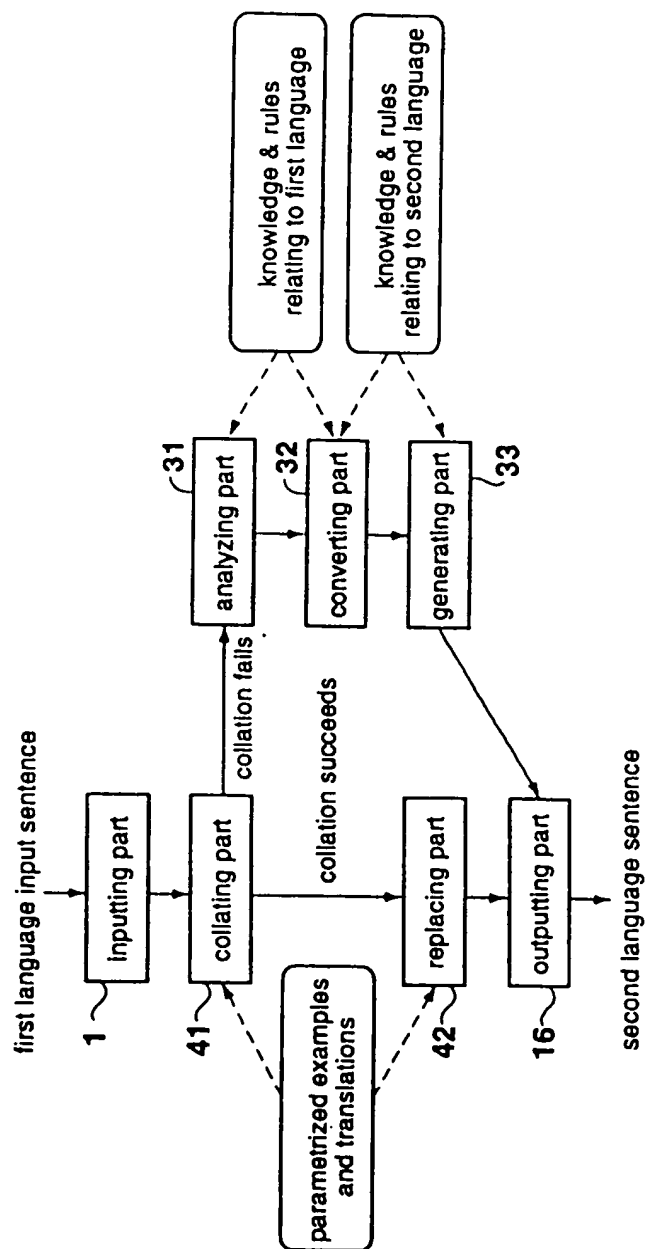 first language input sentence
1
inputting part
41
collating part
collation fails
31
analyzing part
knowledge & rules
relating to first language
32
converting part
knowledge & rules
relating to second language
33
generating part
collation succeeds
parametrized examples
and translations
42
replacing part
16
outputting part
second language sentence